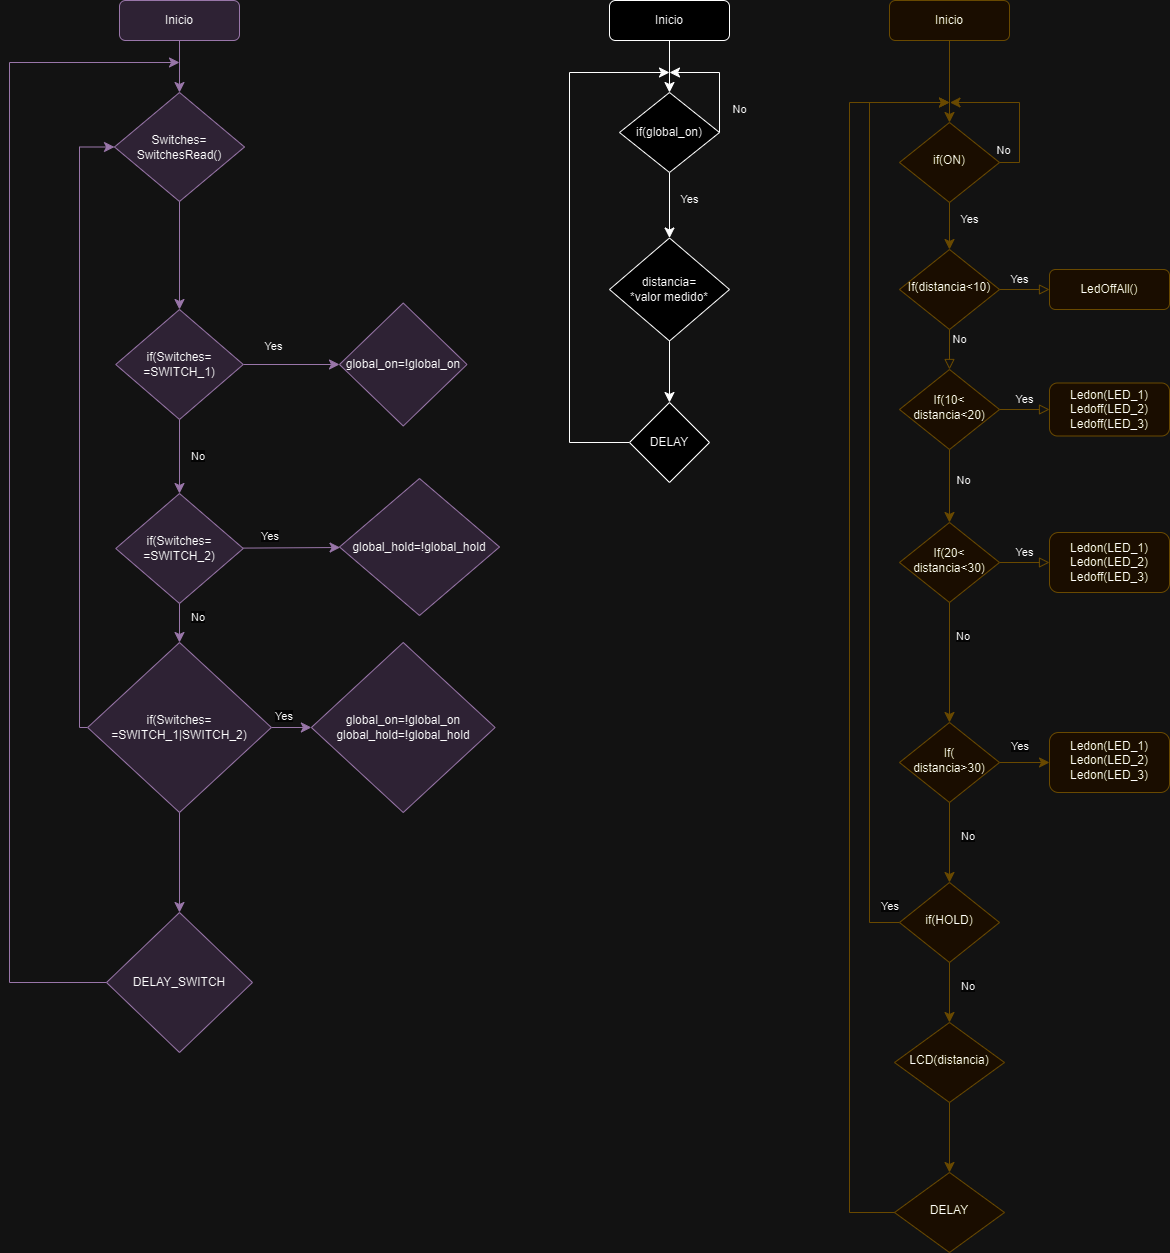 Inicio
Switches=
SwitchesRead()
if(Switches=
=SWITCH_1)
Yes
global_on=!global_on
No
if(Switches=
=SWITCH_2)
Yes
global_hold=!global_hold
No
if(Switches=
=SWITCH_1|SWITCH_2)
Yes
global_on=!global_on
global_hold=!global_hold
DELAY_SWITCH
Inicio
if(global_on)
No
Yes
distancia=
*valor medido*
DELAY
Inicio
if(ON)
No
Yes
If(distancia<10)
Yes
LedOffAll()
No
If(10<
distancia<20)
Yes
Ledon(LED_1)
Ledoff(LED_2)
Ledoff(LED_3)
No
If(20<
distancia<30)
Yes
Ledon(LED_1)
Ledon(LED_2)
Ledoff(LED_3)
No
If(
distancia>30)
Yes
Ledon(LED_1)
Ledon(LED_2)
Ledon(LED_3)
No
if(HOLD)
Yes
No
LCD(distancia)
DELAY